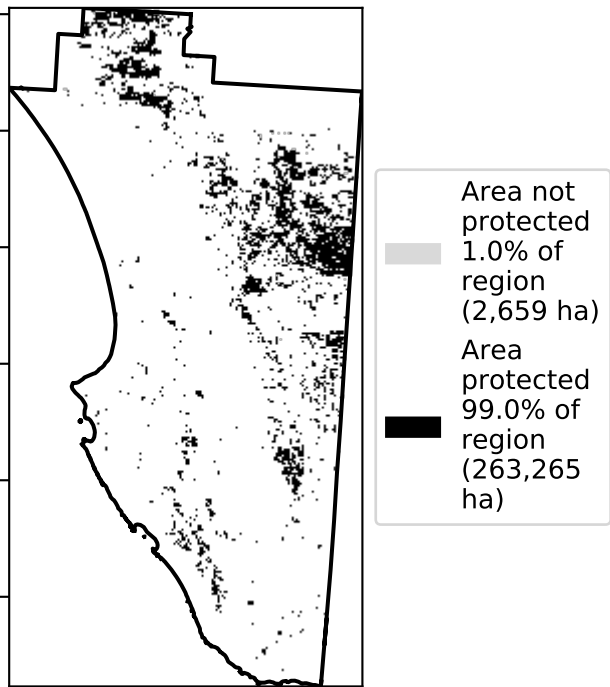 Area not
protected
1.0% of
region
(2,659 ha)
Area
protected
99.0% of
region
(263,265
ha)